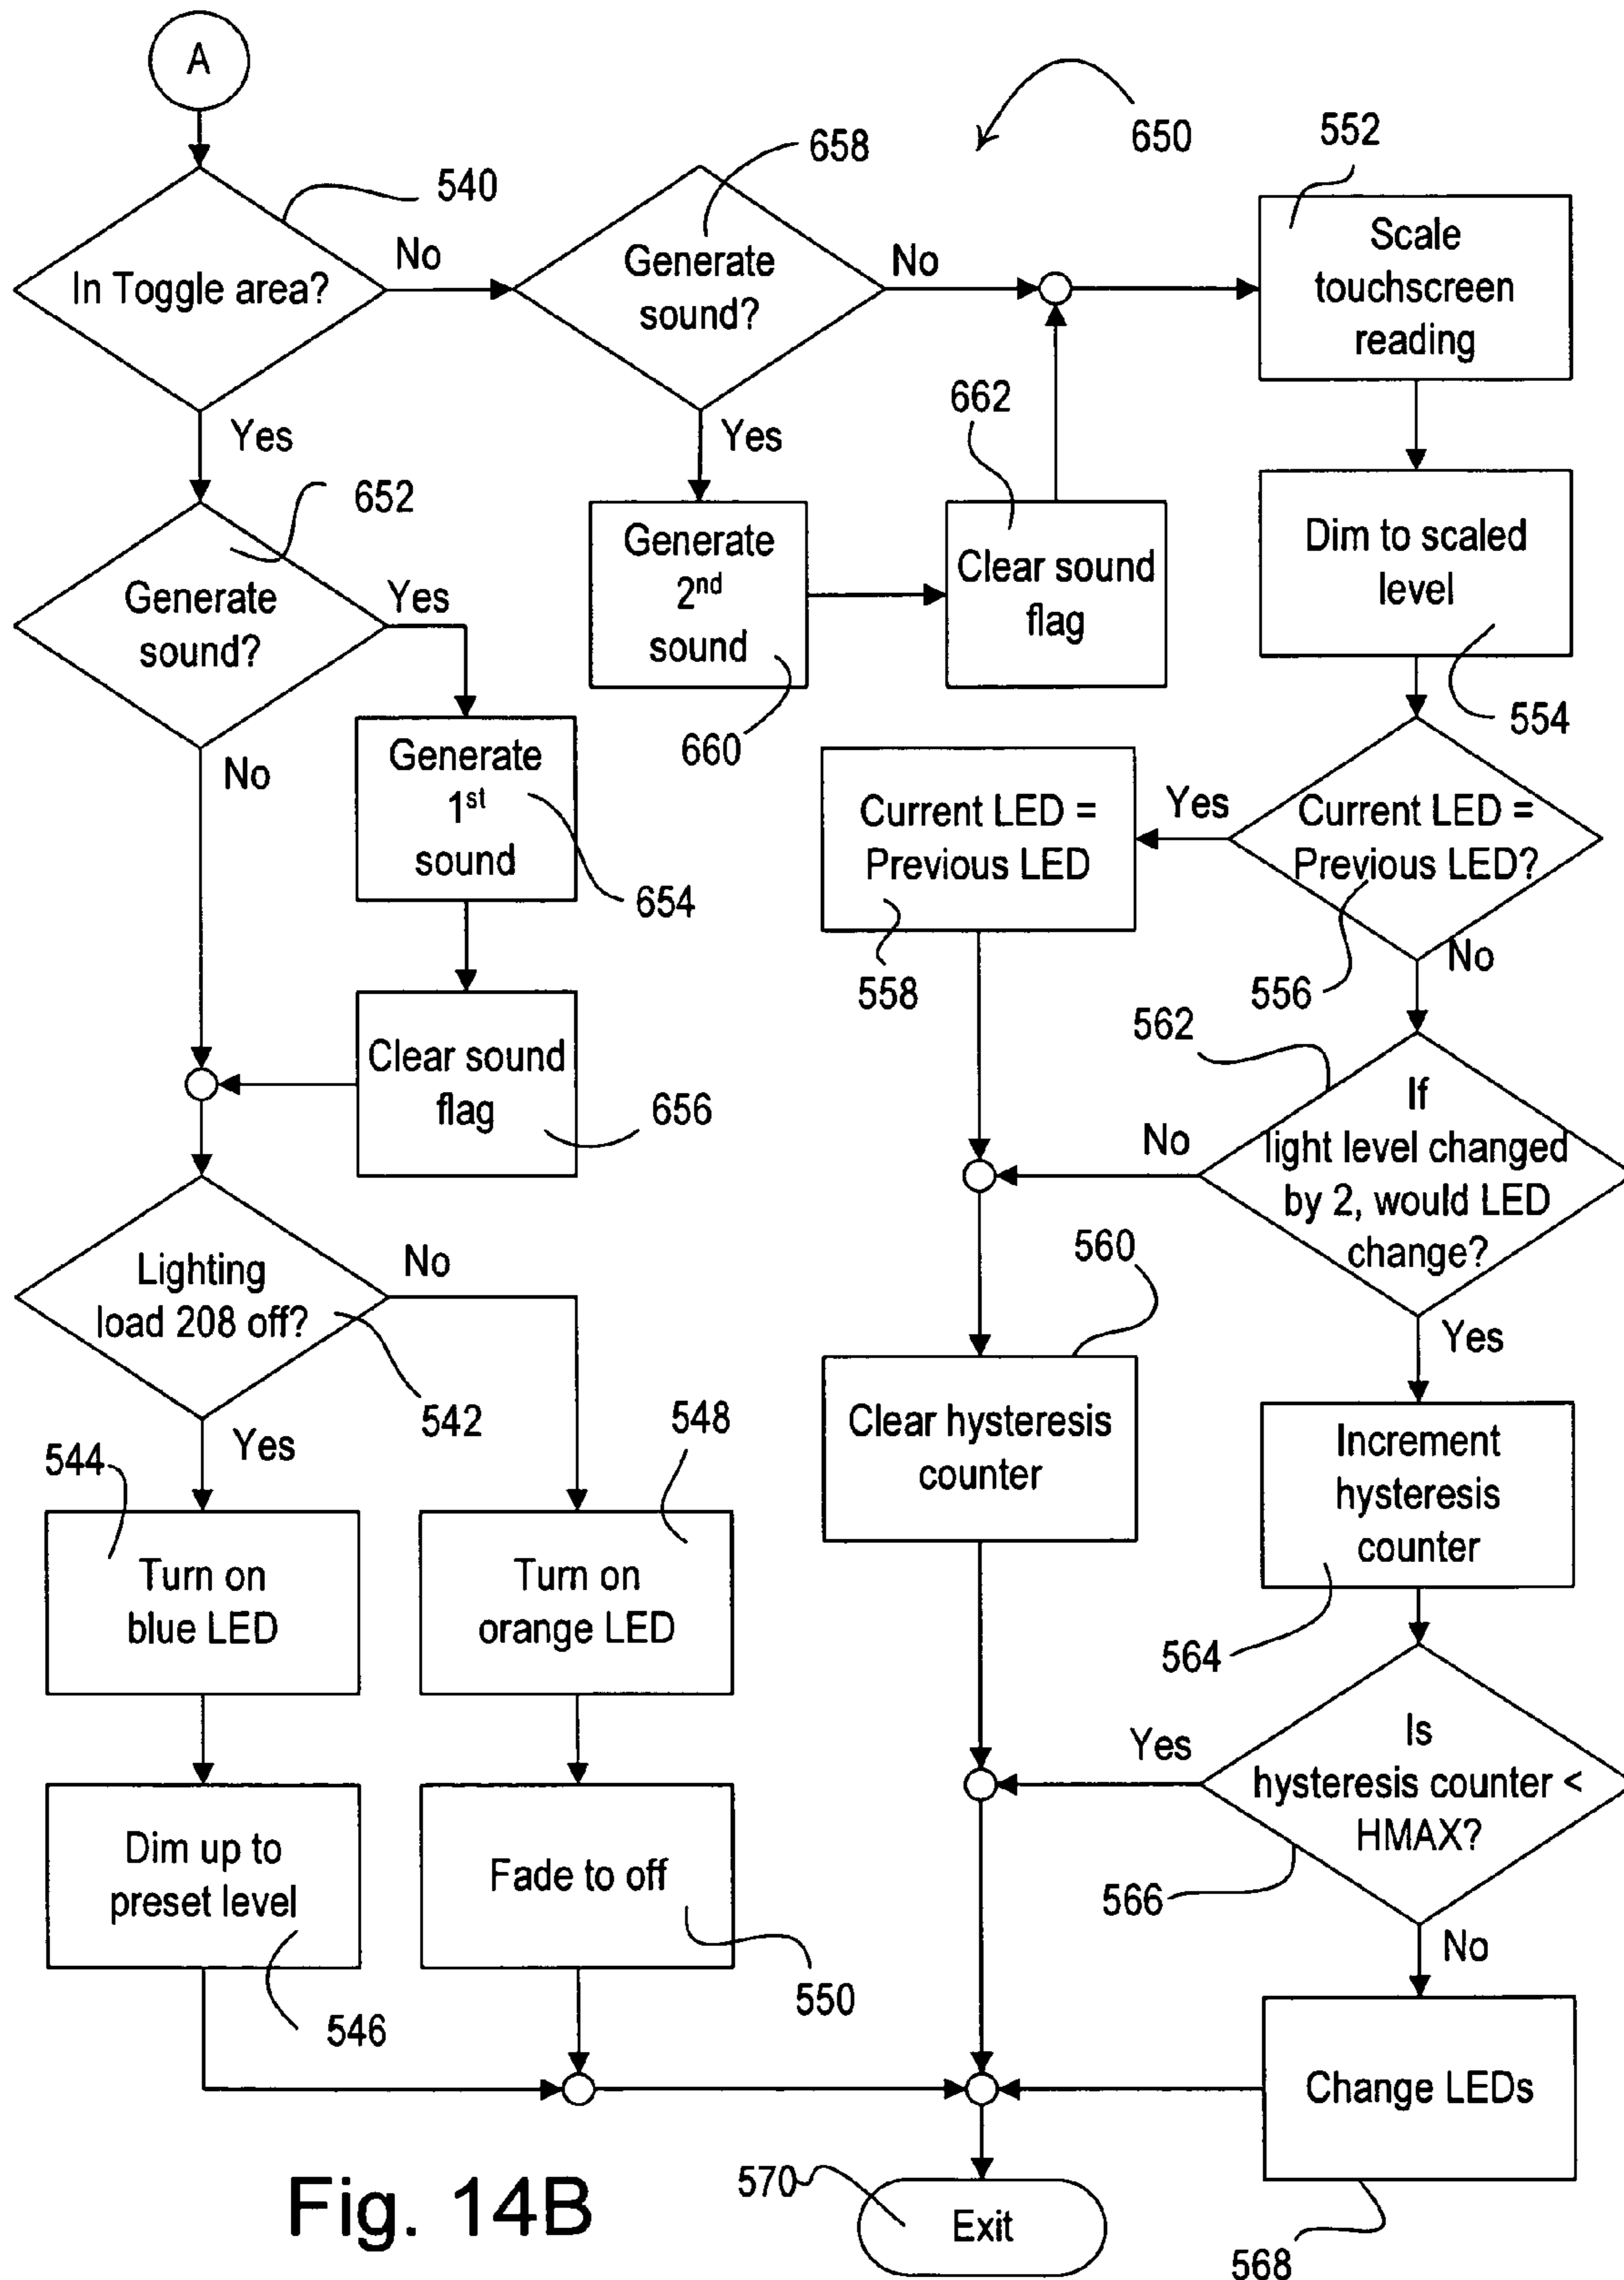 A
650
552
658
540
In Toggle area?
No
Generate
sound?
No
Scale
touchscreen
reading
Yes
Yes
662
652
Generate
sound?
Yes
Generate
2nd
sound
660
Clear sound
flag
Dim to scaled
level
554
No
Generate
1st
sound
654
Current LED =
Previous LED
558
Yes
Current LED =
Previous LED?
556
No
Clear sound
flag
656
562
If
light level changed
by 2, would LED
change?
No
Yes
Lighting
load 208 off?
542
No
Yes
560
Clear hysteresis
counter
Increment
hysteresis
counter
564
544
Turn on
blue LED
548
Turn on
orange LED
Is
hysteresis counter <
HMAX?
Yes
566
No
Dim up to
preset level
546
Fade to off
550
Change LEDs
568
570
Exit
Fig. 14B